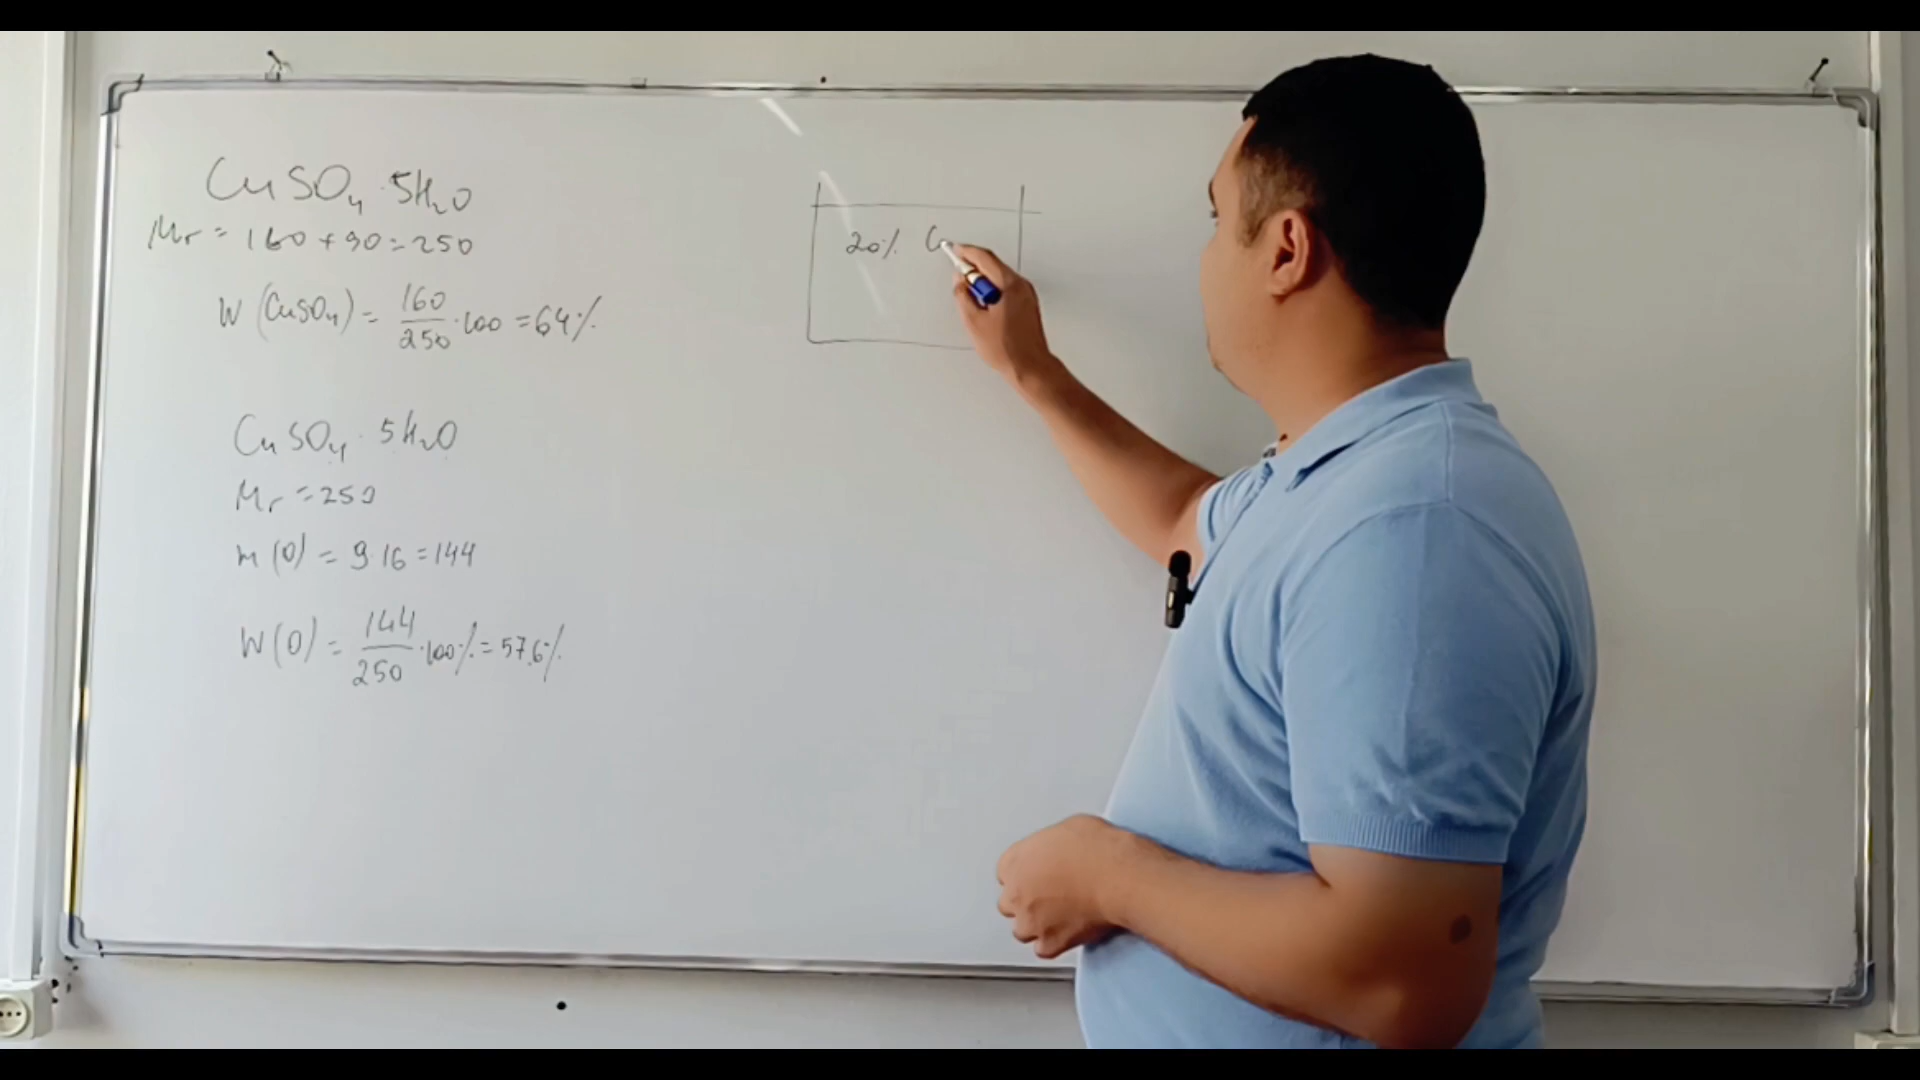 CuSO₄ · 5H₂O
Mr = 160 + 90 = 250
W (CuSO₄) = 160/250 · 100 = 64%
CuSO₄ · 5H₂O
Mr = 250
m (O) = 9·16 = 144
W (O) = 144/250 · 100% = 57,6%
20% C